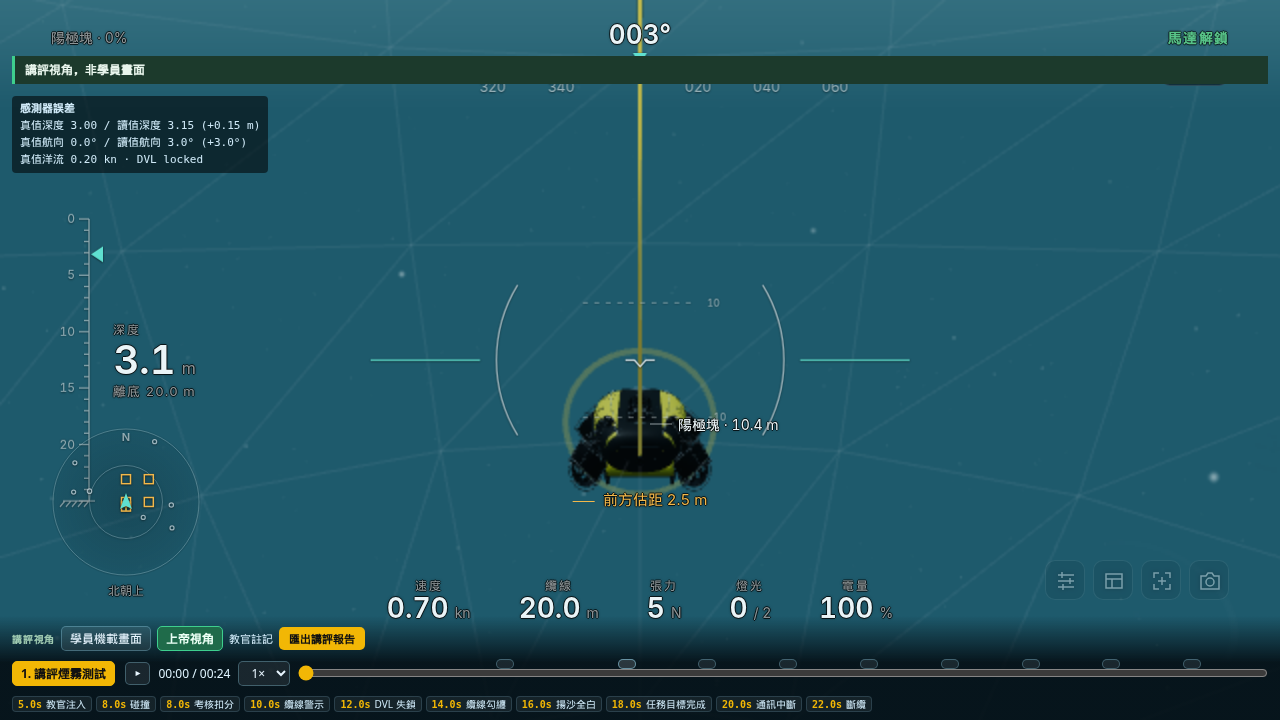 陽極塊 · 0%
003°
馬達解鎖
講評視角，非學員畫面
320 340 020 040 060
感測器誤差
真值深度 3.00 / 讀值深度 3.15 (+0.15 m)
真值航向 0.0° / 讀值航向 3.0° (+3.0°)
真值洋流 0.20 kn · DVL locked
0
5
10
15
20
深度
3.1 m
離底 20.0 m
N
北朝上
10
10
陽極塊 · 10.4 m
前方估距 2.5 m
速度 纜線 張力 燈光 電量
0.70 kn 20.0 m 5 N 0 / 2 100 %
講評視角 學員機載畫面 上帝視角 教官註記 匯出講評報告
1. 講評煙霧測試 00:00 / 00:24 1×
5.0s 教官注入 8.0s 碰撞 8.0s 考核扣分 10.0s 纜線警示 12.0s DVL 失鎖 14.0s 纜線勾纏 16.0s 揚沙全白 18.0s 任務目標完成 20.0s 通訊中斷 22.0s 斷纜